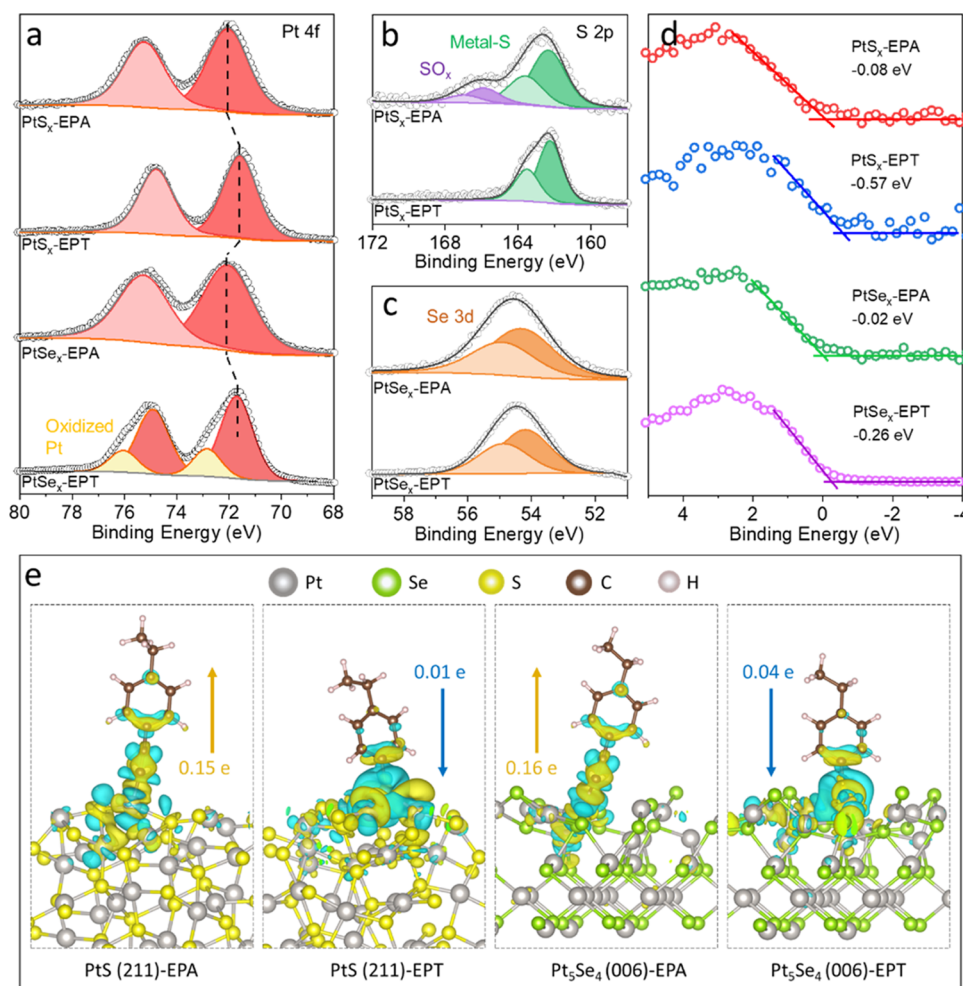 a
Pt 4f
PtSₓ-EPA
PtSₓ-EPT
PtSeₓ-EPA
Oxidized
Pt
PtSeₓ-EPT
80 78 76 74 72 70 68
Binding Energy (eV)
b
S 2p
Metal-S
SOₓ
PtSₓ-EPA
PtSₓ-EPT
172 168 164 160
Binding Energy (eV)
c
Se 3d
PtSeₓ-EPA
PtSeₓ-EPT
58 56 54 52
Binding Energy (eV)
d
PtSₓ-EPA
-0.08 eV
PtSₓ-EPT
-0.57 eV
PtSeₓ-EPA
-0.02 eV
PtSeₓ-EPT
-0.26 eV
4 2 0 -2 -4
Binding Energy (eV)
e
Pt Se S C H
0.15 e
0.01 e
0.16 e
0.04 e
PtS (211)-EPA
PtS (211)-EPT
Pt₅Se₄ (006)-EPA
Pt₅Se₄ (006)-EPT